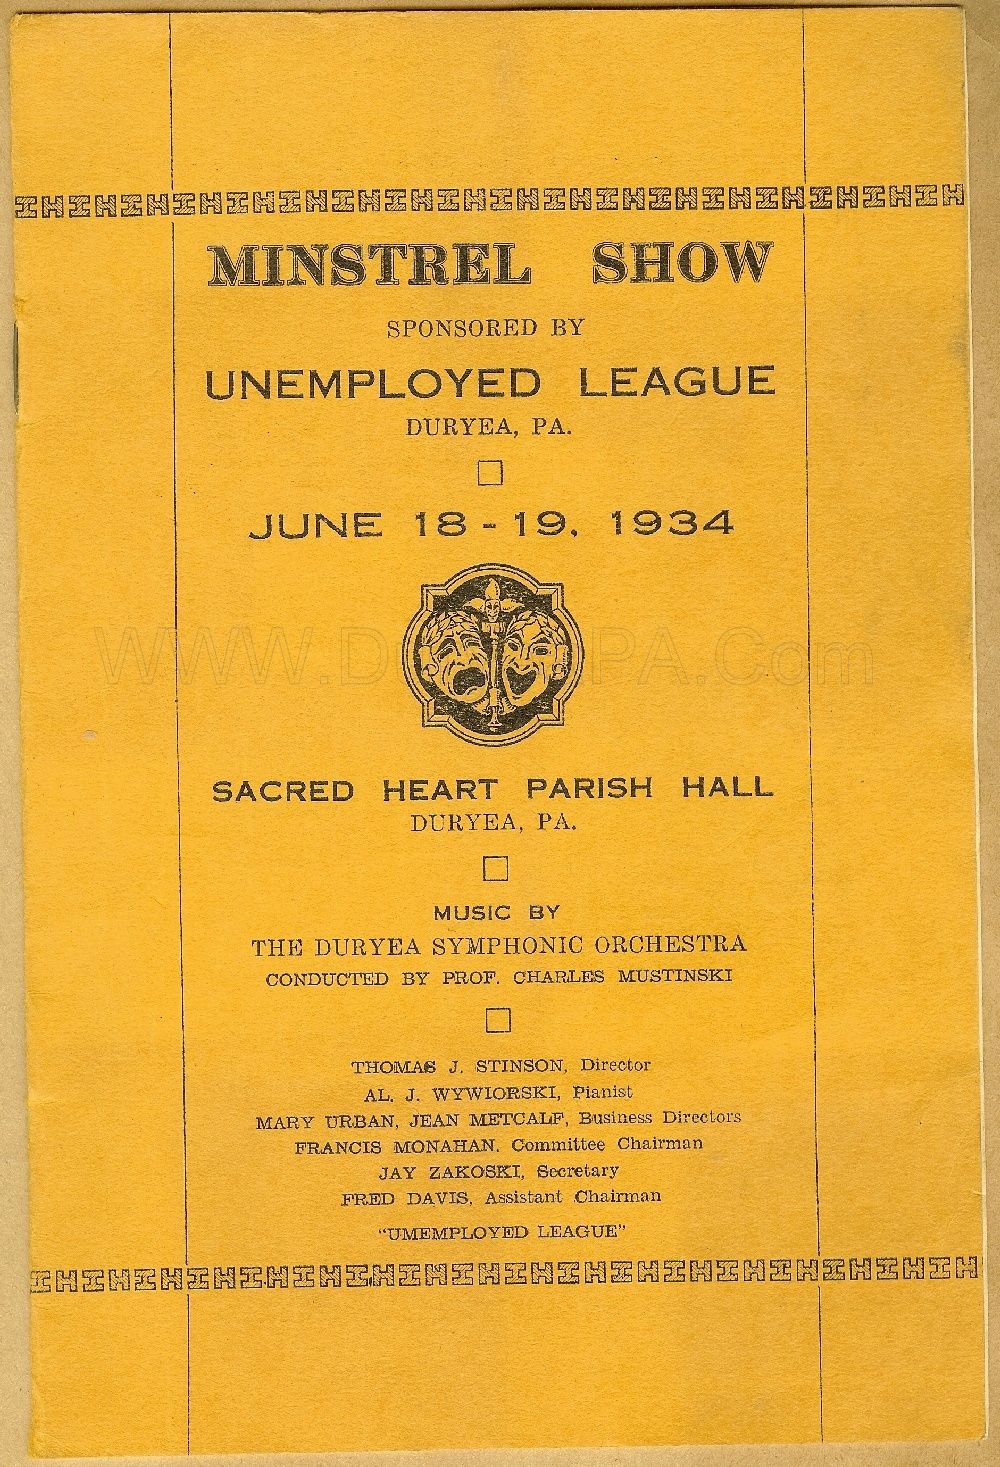 MINSTREL SHOW
SPONSORED BY
UNEMPLOYED LEAGUE
DURYEA, PA.
JUNE 18 - 19, 1934
SACRED HEART PARISH HALL
DURYEA, PA.
MUSIC BY
THE DURYEA SYMPHONIC ORCHESTRA
CONDUCTED BY PROF. CHARLES MUSTINSKI
THOMAS J. STINSON, Director
AL. J. WYWIORSKI, Pianist
MARY URBAN, JEAN METCALF, Business Directors
FRANCIS MONAHAN, Committee Chairman
JAY ZAKOSKI, Secretary
FRED DAVIS, Assistant Chairman
"UMEMPLOYED LEAGUE"